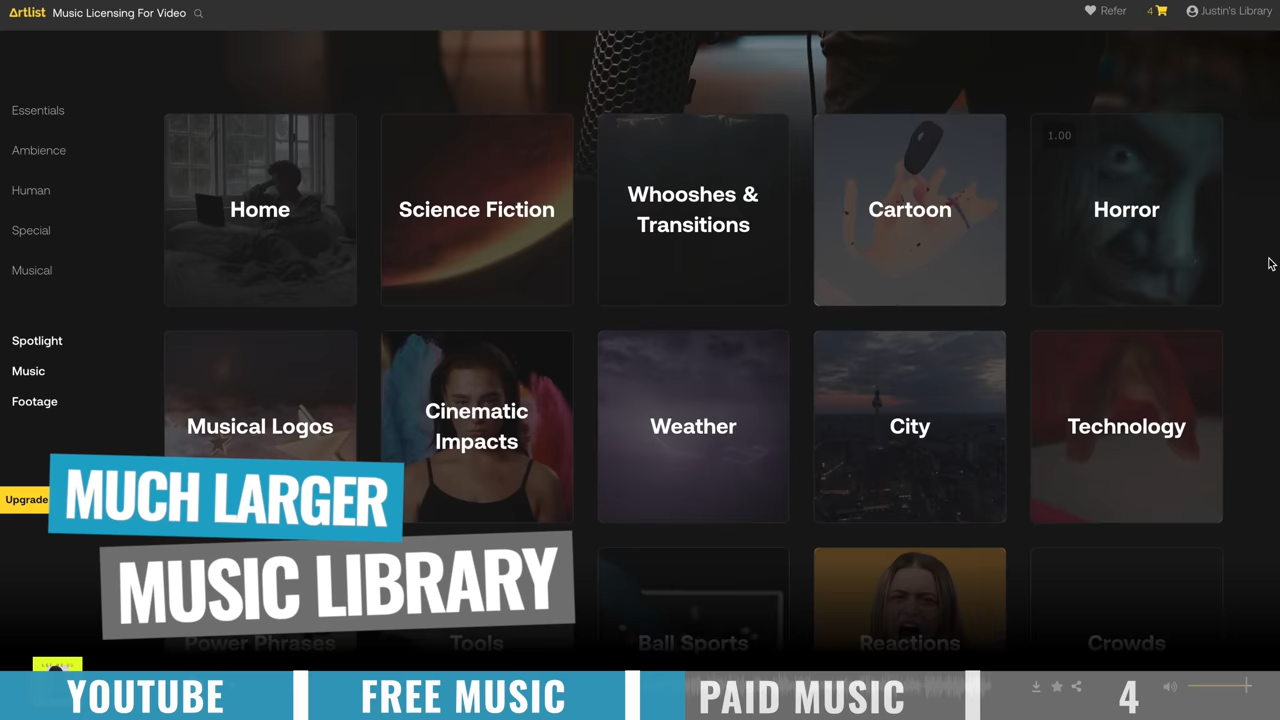 Artlist Music Licensing For Video
Refer
4
Justin's Library
Essentials
Ambience
Human
Special
Musical
Spotlight
Music
Footage
Upgrade
Home
Science Fiction
Whooshes &
Transitions
Cartoon
1.00
Horror
Musical Logos
Cinematic
Impacts
Weather
City
Technology
MUCH LARGER
MUSIC LIBRARY
Power Phrases
Tools
Ball Sports
Reactions
Crowds
YOUTUBE
FREE MUSIC
PAID MUSIC
4